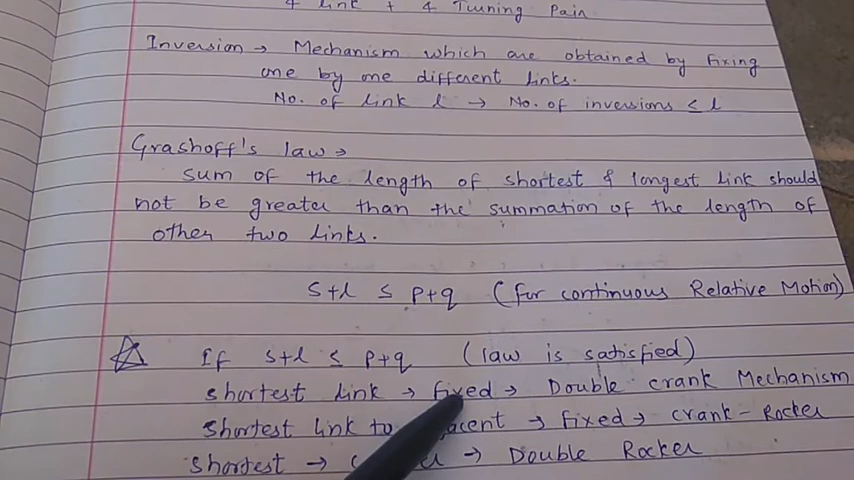 4 link + 4 Turning Pair
Inversion → Mechanism which are obtained by fixing
one by one different links.
No. of link l → No. of inversions ≤ l
Grashoff's law →
Sum of the length of shortest & longest link should
not be greater than the summation of the length of
other two links.
S+l ≤ p+q (for continuous Relative Motion)
If S+l ≤ p+q (law is satisfied)
shortest link → fixed → Double crank Mechanism
shortest link to → fixed → crank - Rocker
shortest → → Double Rocker